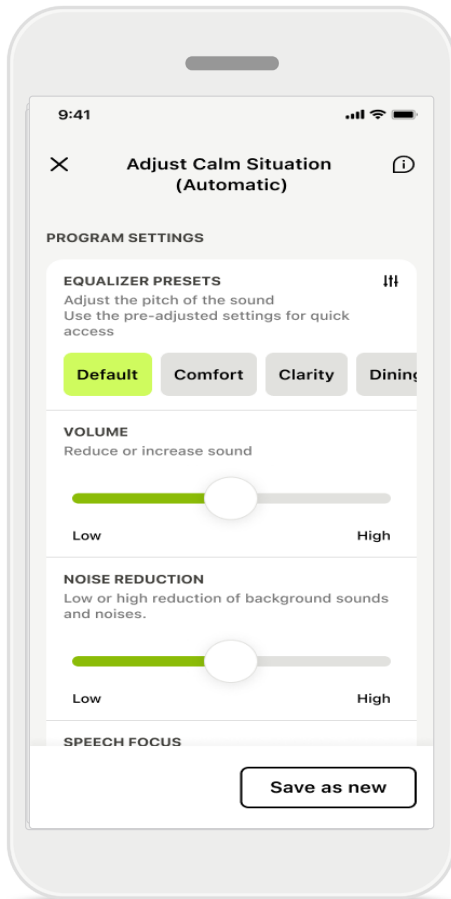 9:41
Adjust Calm Situation
(Automatic)
PROGRAM SETTINGS
EQUALIZER PRESETS
Adjust the pitch of the sound
Use the pre-adjusted settings for quick
access
Default Comfort Clarity Dining
VOLUME
Reduce or increase sound
Low High
NOISE REDUCTION
Low or high reduction of background sounds
and noises.
Low High
SPEECH FOCUS
Save as new